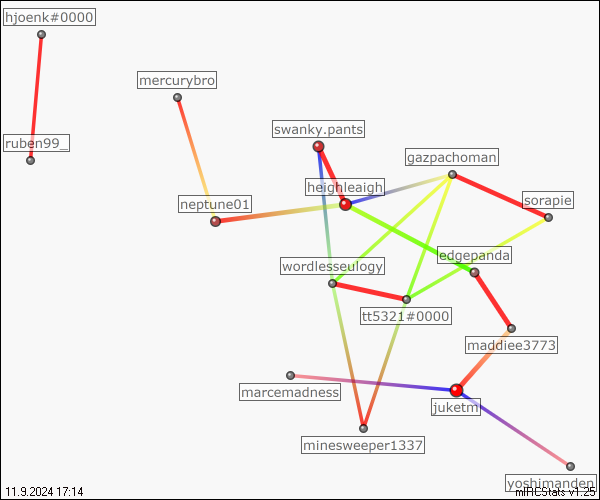 hjoenk#0000
mercurybro
swanky.pants
ruben99_
gazpachoman
heighleaigh
sorapie
neptune01
edgepanda
wordlesseulogy
tt5321#0000
maddiee3773
marcemadness
juketm
minesweeper1337
yoshimanden
11.9.2024 17:14
mIRCStats v1.25